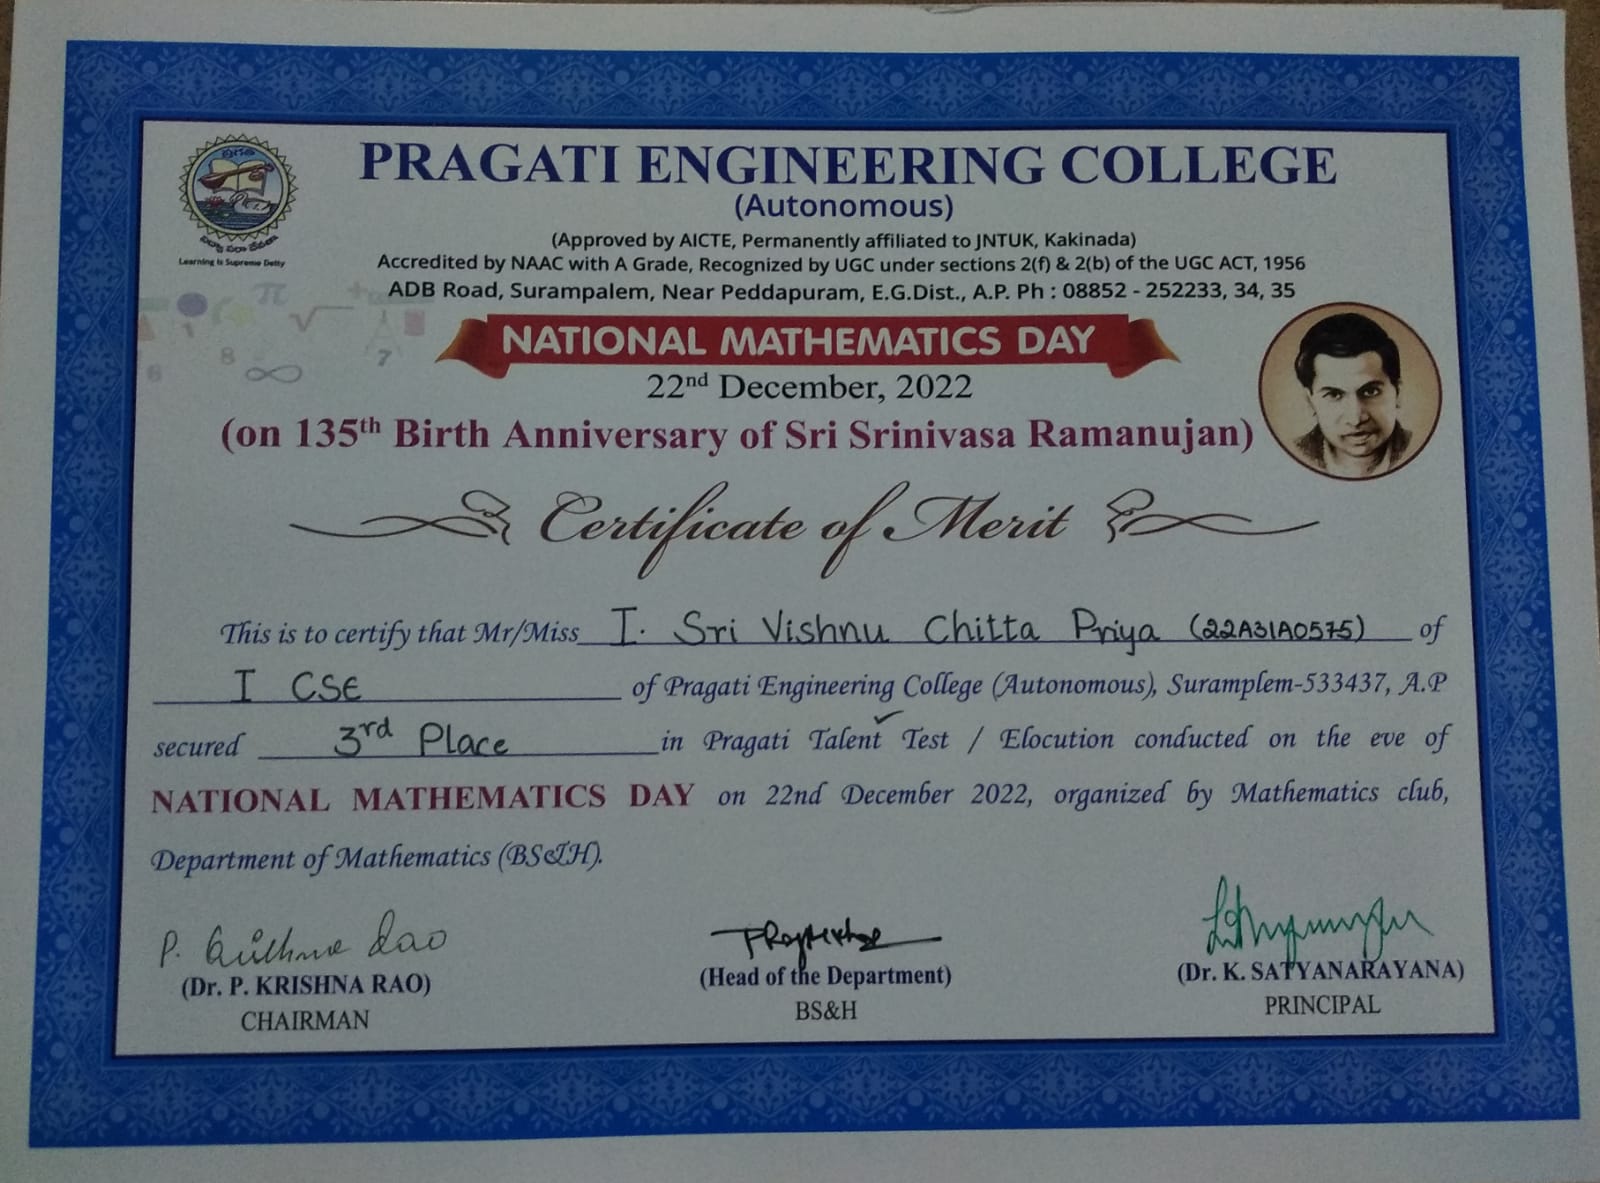 ప్రగతి
విద్యా పరా దేవతా
Learning Is Supreme Deity
PRAGATI ENGINEERING COLLEGE
(Autonomous)
(Approved by AICTE, Permanently affiliated to JNTUK, Kakinada)
Accredited by NAAC with A Grade, Recognized by UGC under sections 2(f) & 2(b) of the UGC ACT, 1956
ADB Road, Surampalem, Near Peddapuram, E.G.Dist., A.P. Ph : 08852 - 252233, 34, 35
NATIONAL MATHEMATICS DAY
22nd December, 2022
(on 135th Birth Anniversary of Sri Srinivasa Ramanujan)
Certificate of Merit
This is to certify that Mr/Miss I. Sri Vishnu Chitta Priya (22A31A0575) of
I CSE of Pragati Engineering College (Autonomous), Suramplem-533437, A.P
secured 3rd Place in Pragati Talent Test / Elocution conducted on the eve of
NATIONAL MATHEMATICS DAY on 22nd December 2022, organized by Mathematics club,
Department of Mathematics (BS&H).
P. Krishna Rao
(Dr. P. KRISHNA RAO)
CHAIRMAN
(Head of the Department)
BS&H
(Dr. K. SATYANARAYANA)
PRINCIPAL